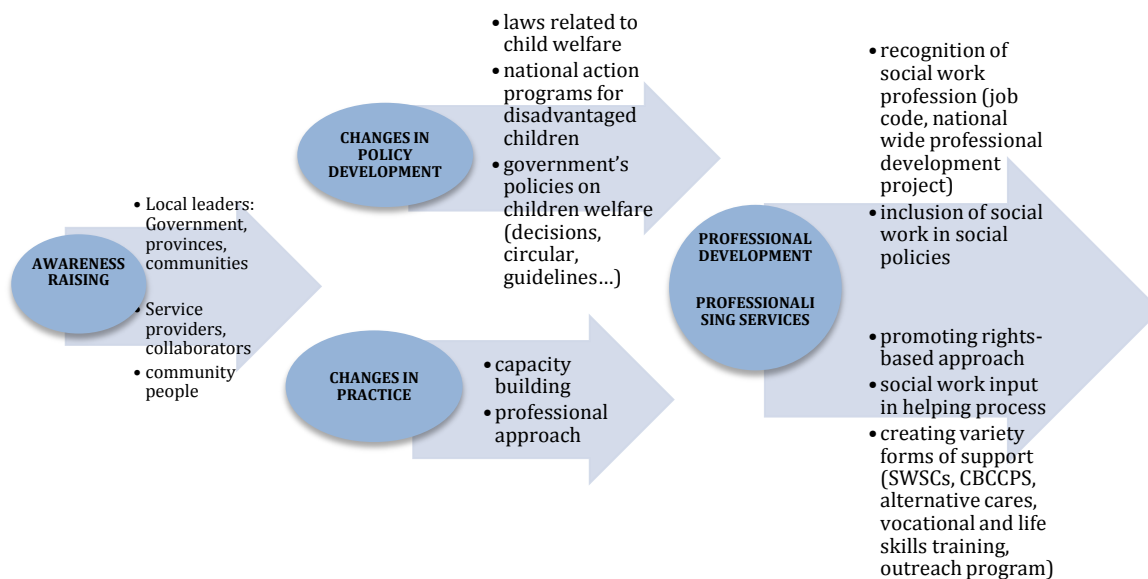 AWARENESS
RAISING
• Local leaders:
Government,
provinces,
communities
• Service
providers,
collaborators
• community
people
CHANGES IN
POLICY
DEVELOPMENT
• laws related to
child welfare
• national action
programs for
disadvantaged
children
• government’s
policies on
children welfare
(decisions,
circular,
guidelines…)
CHANGES IN
PRACTICE
• capacity
building
• professional
approach
PROFESSIONAL
DEVELOPMENT
PROFESSIONALI
SING SERVICES
• recognition of
social work
profession (job
code, national
wide professional
development
project)
• inclusion of social
work in social
policies
• promoting rights-
based approach
• social work input
in helping process
• creating variety
forms of support
(SWSCs, CBCCPS,
alternative cares,
vocational and life
skills training,
outreach program)